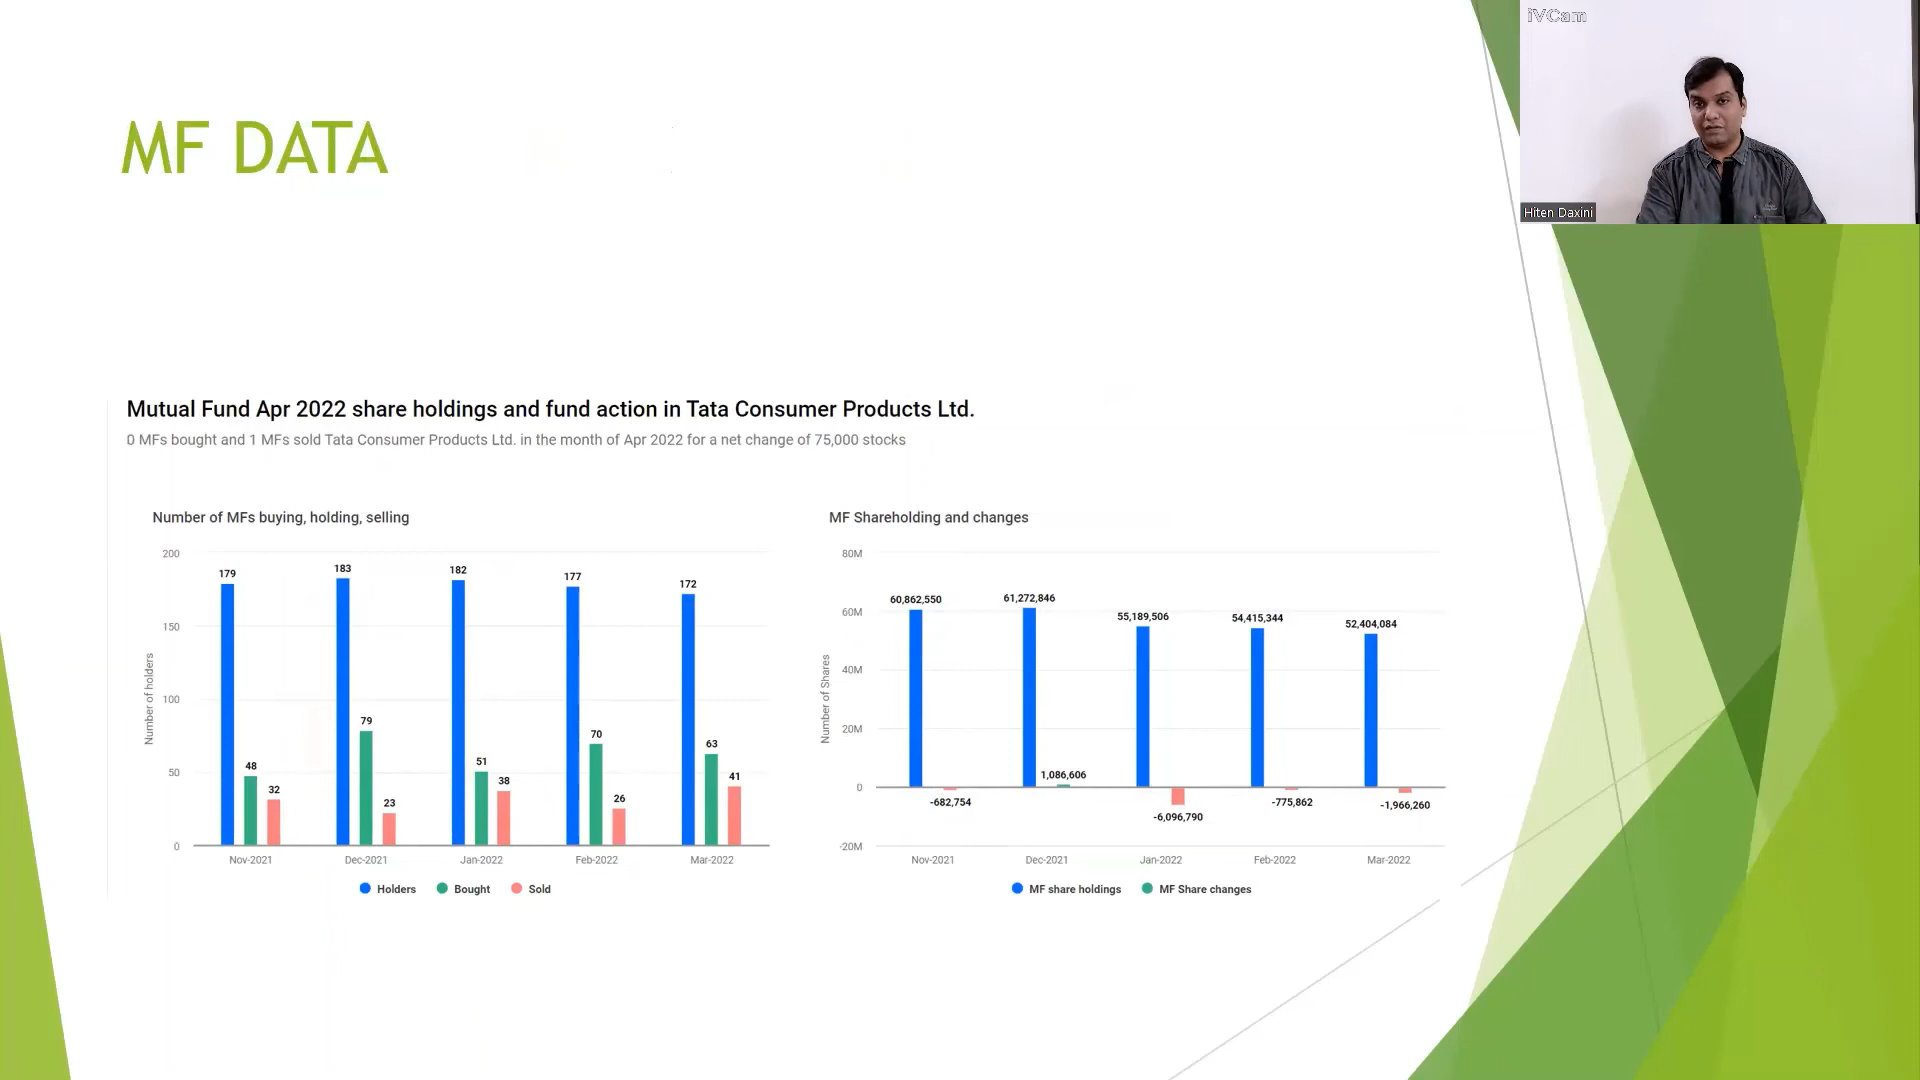 iVCam
Hiten Daxini
MF DATA
Mutual Fund Apr 2022 share holdings and fund action in Tata Consumer Products Ltd.
0 MFs bought and 1 MFs sold Tata Consumer Products Ltd. in the month of Apr 2022 for a net change of 75,000 stocks
Number of MFs buying, holding, selling
Number of holders
200
150
100
50
0
179
48
32
183
79
23
182
51
38
177
70
26
172
63
41
Nov-2021 Dec-2021 Jan-2022 Feb-2022 Mar-2022
Holders Bought Sold
MF Shareholding and changes
Number of Shares
80M
60M
40M
20M
0
-20M
60,862,550
-682,754
61,272,846
1,086,606
55,189,506
-6,096,790
54,415,344
-775,862
52,404,084
-1,966,260
Nov-2021 Dec-2021 Jan-2022 Feb-2022 Mar-2022
MF share holdings MF Share changes